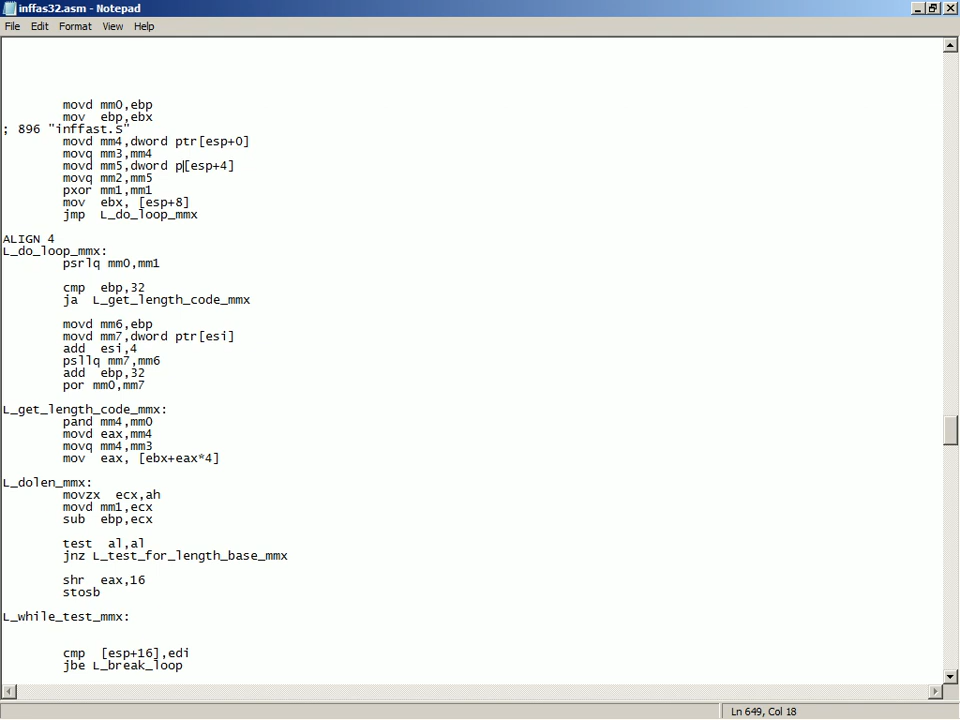 inffas32.asm - Notepad
File Edit Format View Help
movd mm0,ebp
mov ebp,ebx
; 896 "inffast.S"
movd mm4,dword ptr[esp+0]
movq mm3,mm4
movd mm5,dword p[esp+4]
movq mm2,mm5
pxor mm1,mm1
mov ebx, [esp+8]
jmp L_do_loop_mmx
ALIGN 4
L_do_loop_mmx:
psrlq mm0,mm1
cmp ebp,32
ja L_get_length_code_mmx
movd mm6,ebp
movd mm7,dword ptr[esi]
add esi,4
psllq mm7,mm6
add ebp,32
por mm0,mm7
L_get_length_code_mmx:
pand mm4,mm0
movd eax,mm4
movq mm4,mm3
mov eax, [ebx+eax*4]
L_dolen_mmx:
movzx ecx,ah
movd mm1,ecx
sub ebp,ecx
test al,al
jnz L_test_for_length_base_mmx
shr eax,16
stosb
L_while_test_mmx:
cmp [esp+16],edi
jbe L_break_loop
Ln 649, Col 18